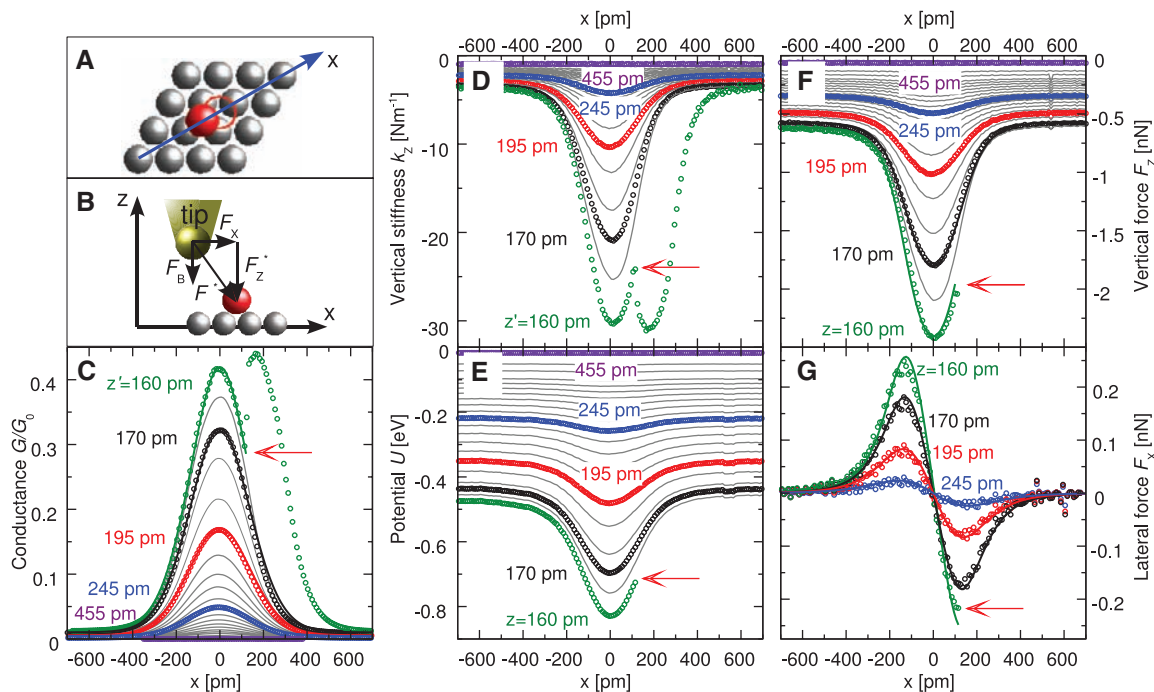 A
x
B
z
tip
Fx
FB
F*
Fz*
x
C
Conductance G/G0
0.4
0.3
0.2
0.1
0
z'=160 pm
170 pm
195 pm
245 pm
455 pm
-600 -400 -200 0 200 400 600
x [pm]
x [pm]
-600 -400 -200 0 200 400 600
D
Vertical stiffness kz [Nm-1]
0
-10
-20
-30
455 pm
245 pm
195 pm
170 pm
z'=160 pm
E
Potential U [eV]
0
-0.2
-0.4
-0.6
-0.8
455 pm
245 pm
195 pm
170 pm
z=160 pm
-600 -400 -200 0 200 400 600
x [pm]
x [pm]
-600 -400 -200 0 200 400 600
F
Vertical force Fz [nN]
0
-0.5
-1
-1.5
-2
455 pm
245 pm
195 pm
170 pm
z=160 pm
G
Lateral force Fx [nN]
0.2
0.1
0
-0.1
-0.2
z=160 pm
170 pm
195 pm
245 pm
-600 -400 -200 0 200 400 600
x [pm]